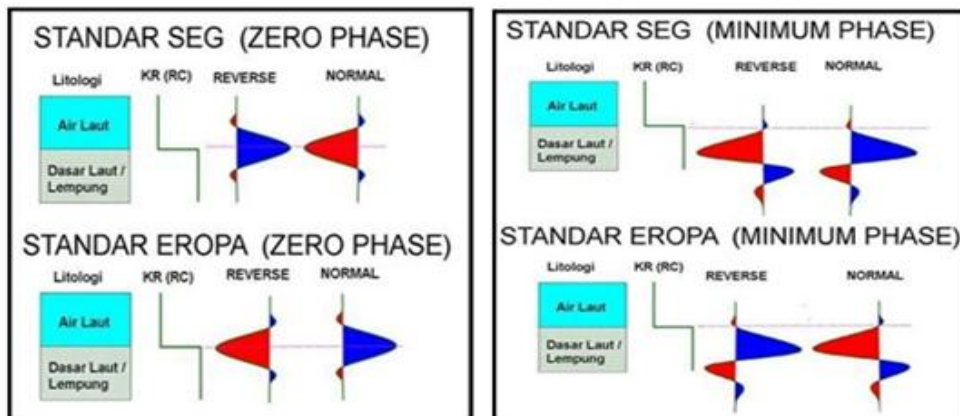 STANDAR SEG (ZERO PHASE)
Litologi KR (RC) REVERSE NORMAL
Air Laut
Dasar Laut /
Lempung
STANDAR EROPA (ZERO PHASE)
Litologi KR (RC) REVERSE NORMAL
Air Laut
Dasar Laut /
Lempung
STANDAR SEG (MINIMUM PHASE)
Litologi KR (RC) REVERSE NORMAL
Air Laut
Dasar Laut /
Lempung
STANDAR EROPA (MINIMUM PHASE)
Litologi KR (RC) REVERSE NORMAL
Air Laut
Dasar Laut /
Lempung